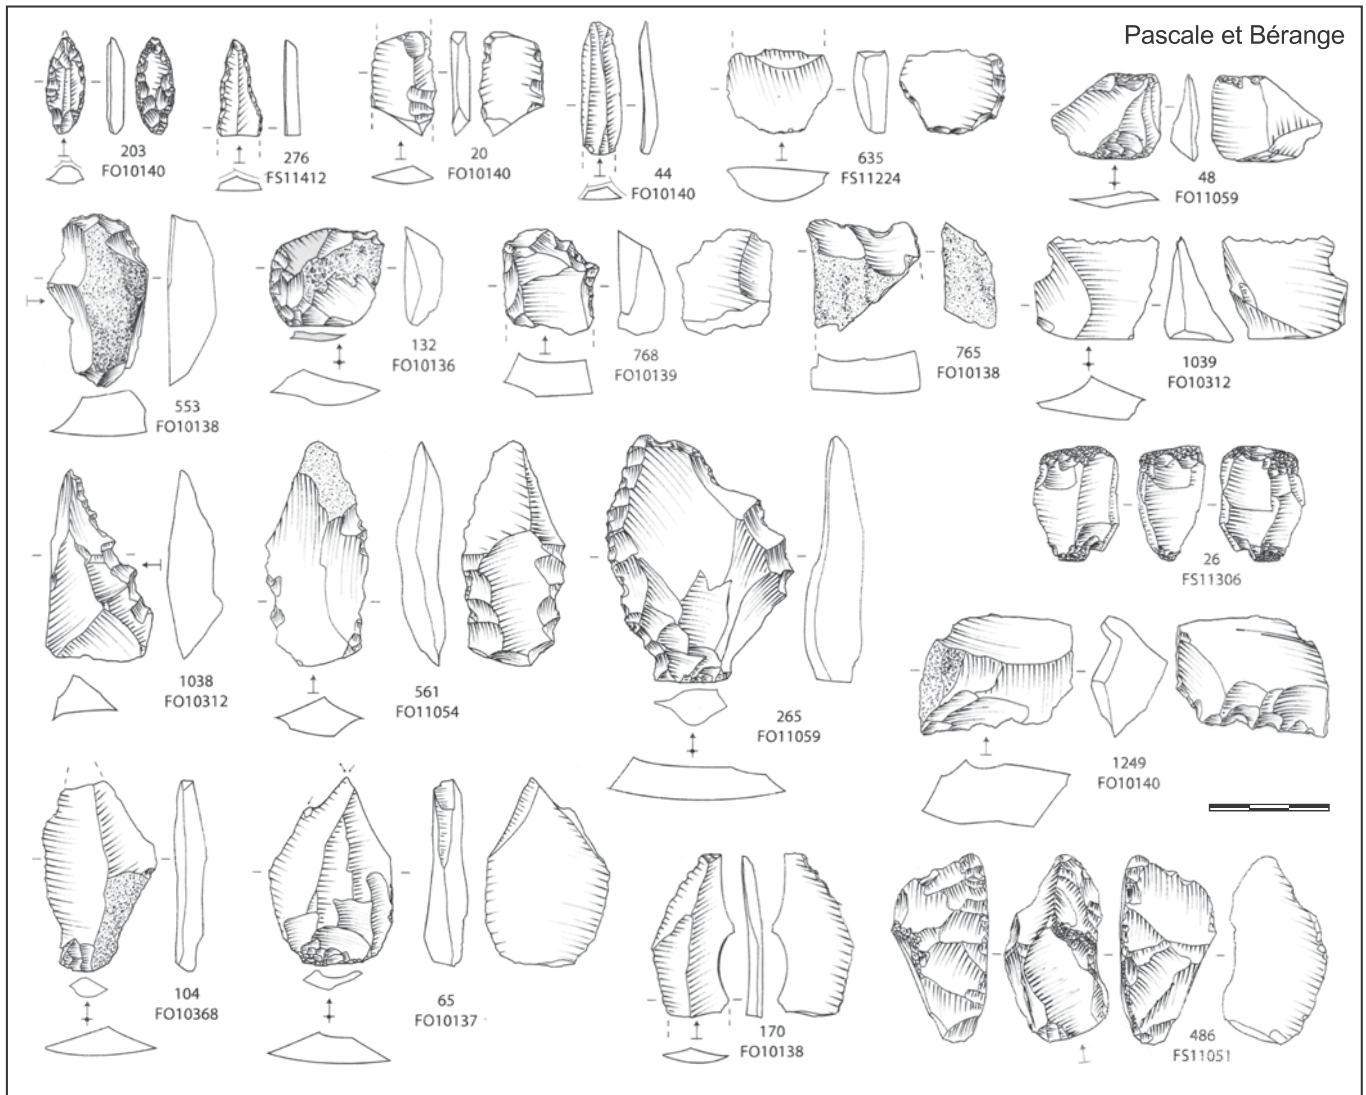 Pascale et Bérange
203
FO10140
276
FS11412
20
FO10140
44
FO10140
635
FS11224
48
FO11059
553
FO10138
132
FO10136
768
FO10139
765
FO10138
1039
FO10312
1038
FO10312
561
FO11054
265
FO11059
26
FS11306
1249
FO10140
104
FO10368
65
FO10137
170
FO10138
486
FS11051